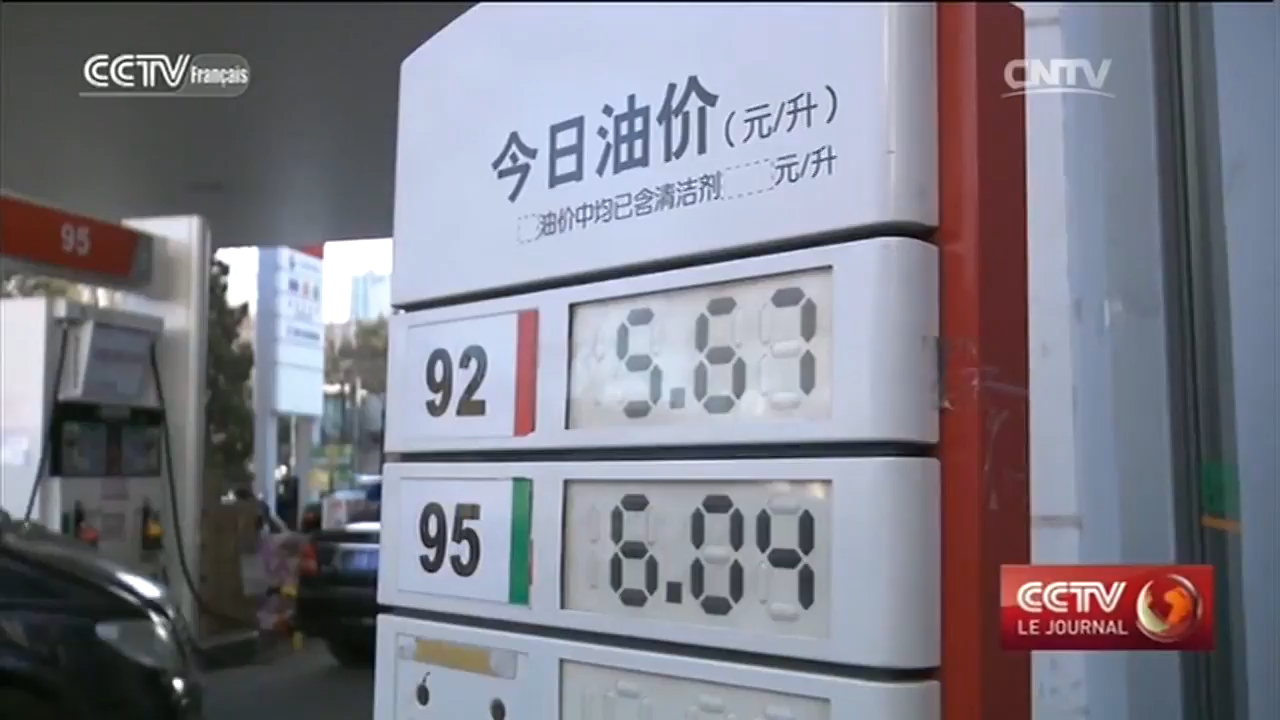 CCTV Français
CNTV
今日油价(元/升)
油价中均已含清洁剂 元/升
95
92
5.67
95
6.04
CCTV
LE JOURNAL